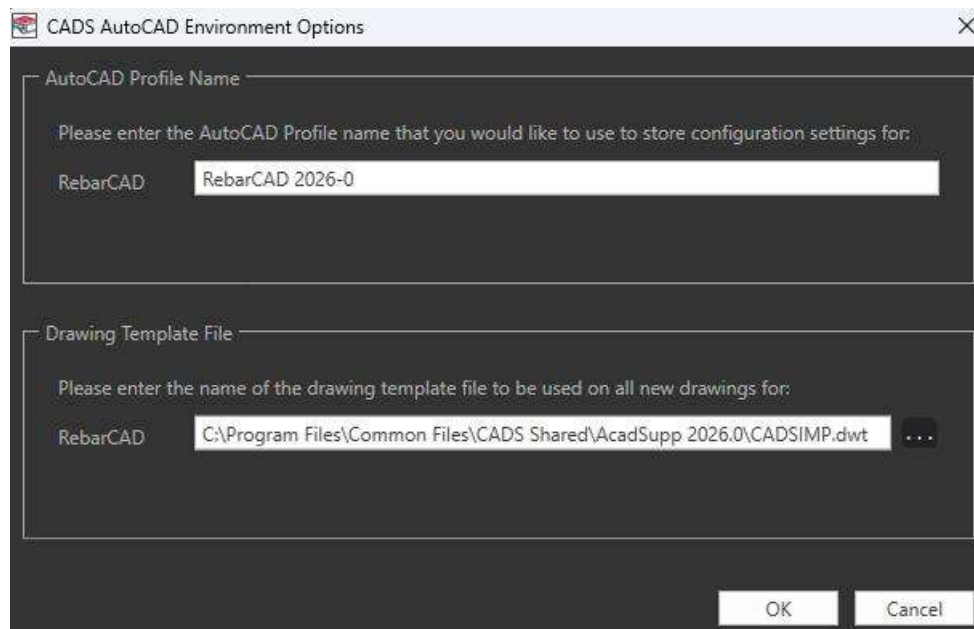 CADS AutoCAD Environment Options
AutoCAD Profile Name
Please enter the AutoCAD Profile name that you would like to use to store configuration settings for:
RebarCAD RebarCAD 2026-0
Drawing Template File
Please enter the name of the drawing template file to be used on all new drawings for:
RebarCAD C:\Program Files\Common Files\CADS Shared\AcadSupp 2026.0\CADSIMP.dwt ...
OK Cancel